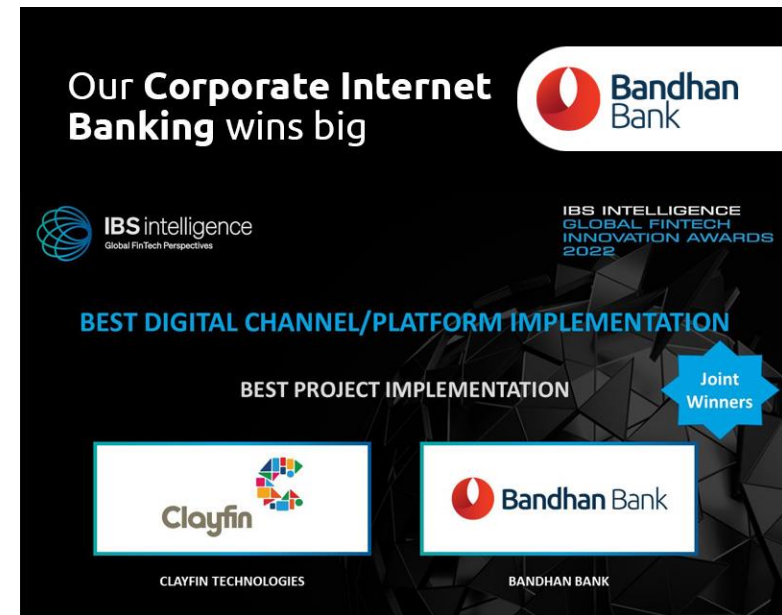 Our Corporate Internet
Banking wins big
Bandhan
Bank
IBS intelligence
Global FinTech Perspectives
IBS INTELLIGENCE
GLOBAL FINTECH
INNOVATION AWARDS
2022
BEST DIGITAL CHANNEL/PLATFORM IMPLEMENTATION
BEST PROJECT IMPLEMENTATION
Joint
Winners
Clayfin
Bandhan Bank
CLAYFIN TECHNOLOGIES
BANDHAN BANK